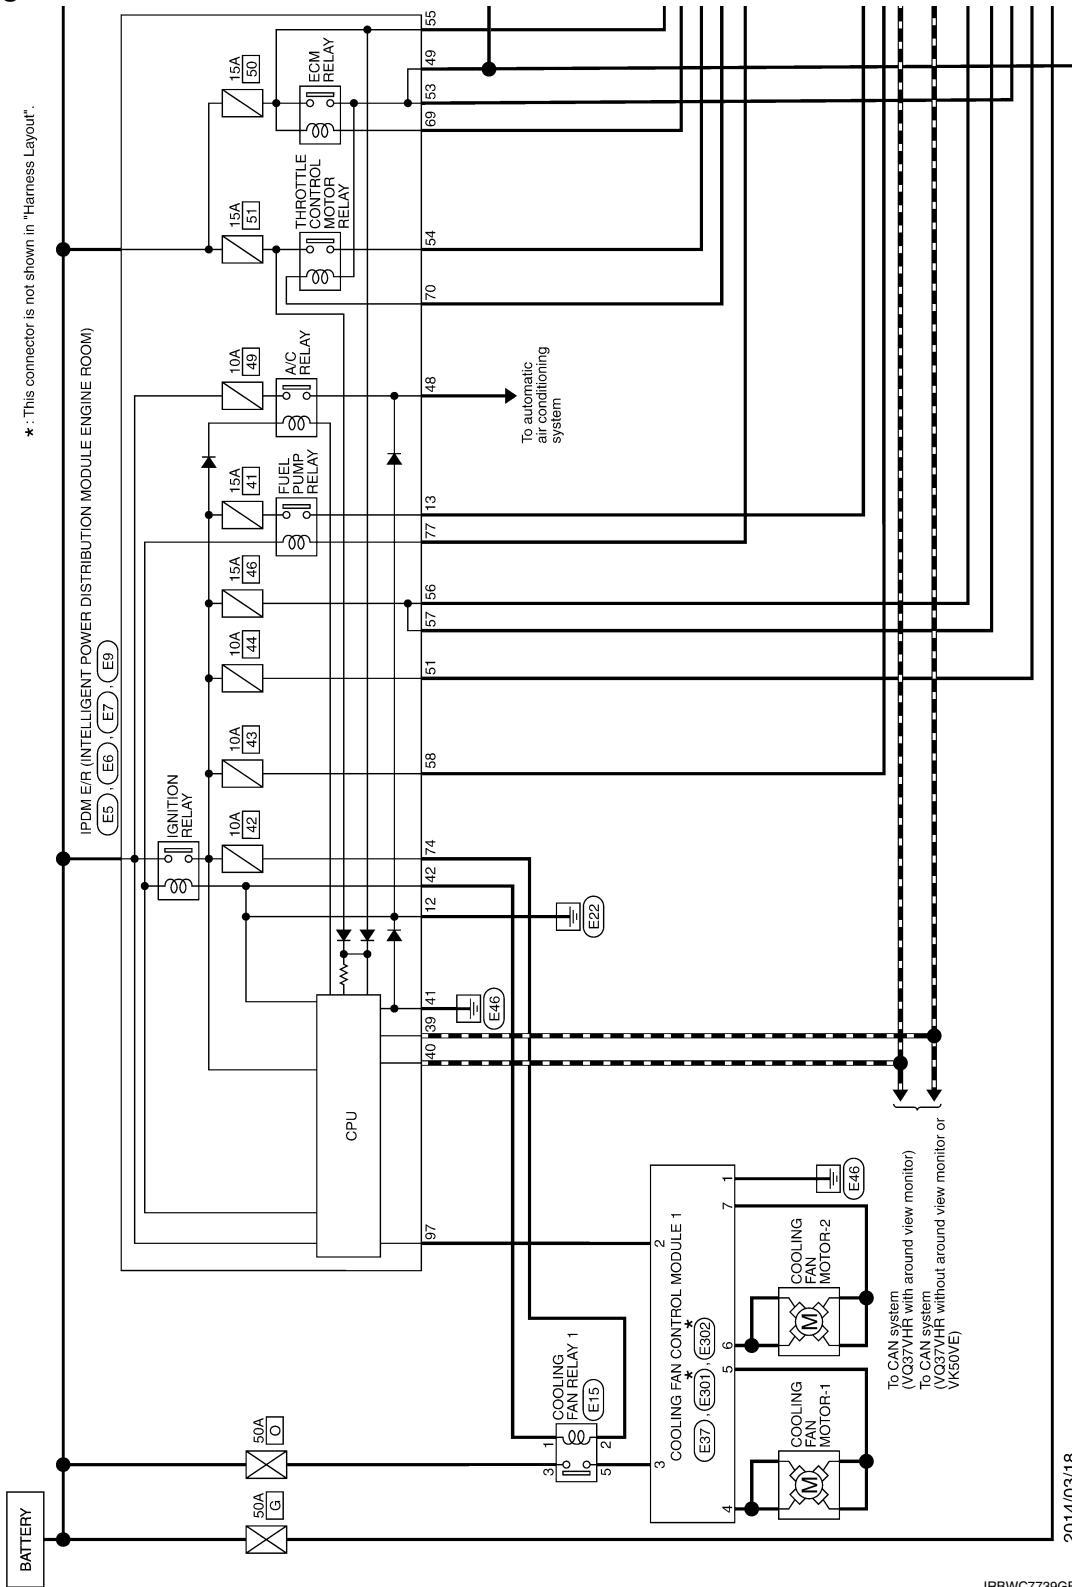 ★ : This connector is not shown in "Harness Layout".
BATTERY
50A
G
50A
O
IPDM E/R (INTELLIGENT POWER DISTRIBUTION MODULE ENGINE ROOM)
E5 , E6 , E7 , E9
CPU
IGNITION
RELAY
10A
42
10A
43
10A
44
15A
46
15A
41
FUEL
PUMP
RELAY
10A
49
A/C
RELAY
15A
51
THROTTLE
CONTROL
MOTOR
RELAY
15A
50
ECM
RELAY
97
40
39
41
12
42
74
58
51
57
56
77
13
48
70
54
69
53
49
55
E46
E22
To automatic
air conditioning
system
COOLING
FAN RELAY 1
E15
1
2
3
5
COOLING FAN CONTROL MODULE 1
E37 , E301 ★ , E302 ★
3
2
4
5
6
7
1
COOLING
FAN
MOTOR-1
M
COOLING
FAN
MOTOR-2
M
E46
To CAN system
(VQ37VHR with around view monitor)
To CAN system
(VQ37VHR without around view monitor or
VK50VE)
2014/03/18